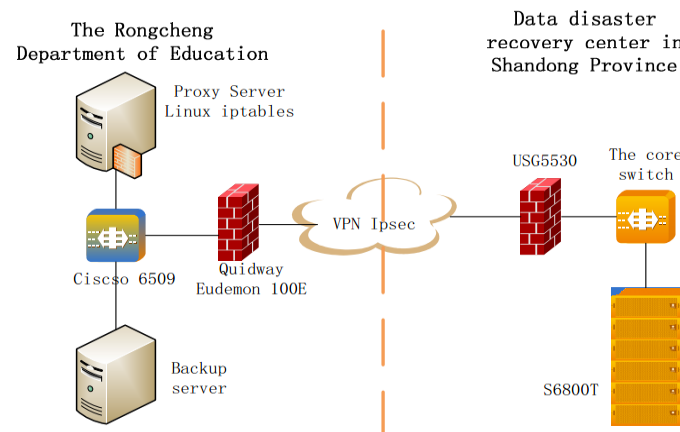 The Rongcheng
Department of Education
Data disaster
recovery center in
Shandong Province
Proxy Server
Linux iptables
USG5530
The core
switch
VPN Ipsec
Ciscso 6509
Quidway
Eudemon 100E
Backup
server
S6800T